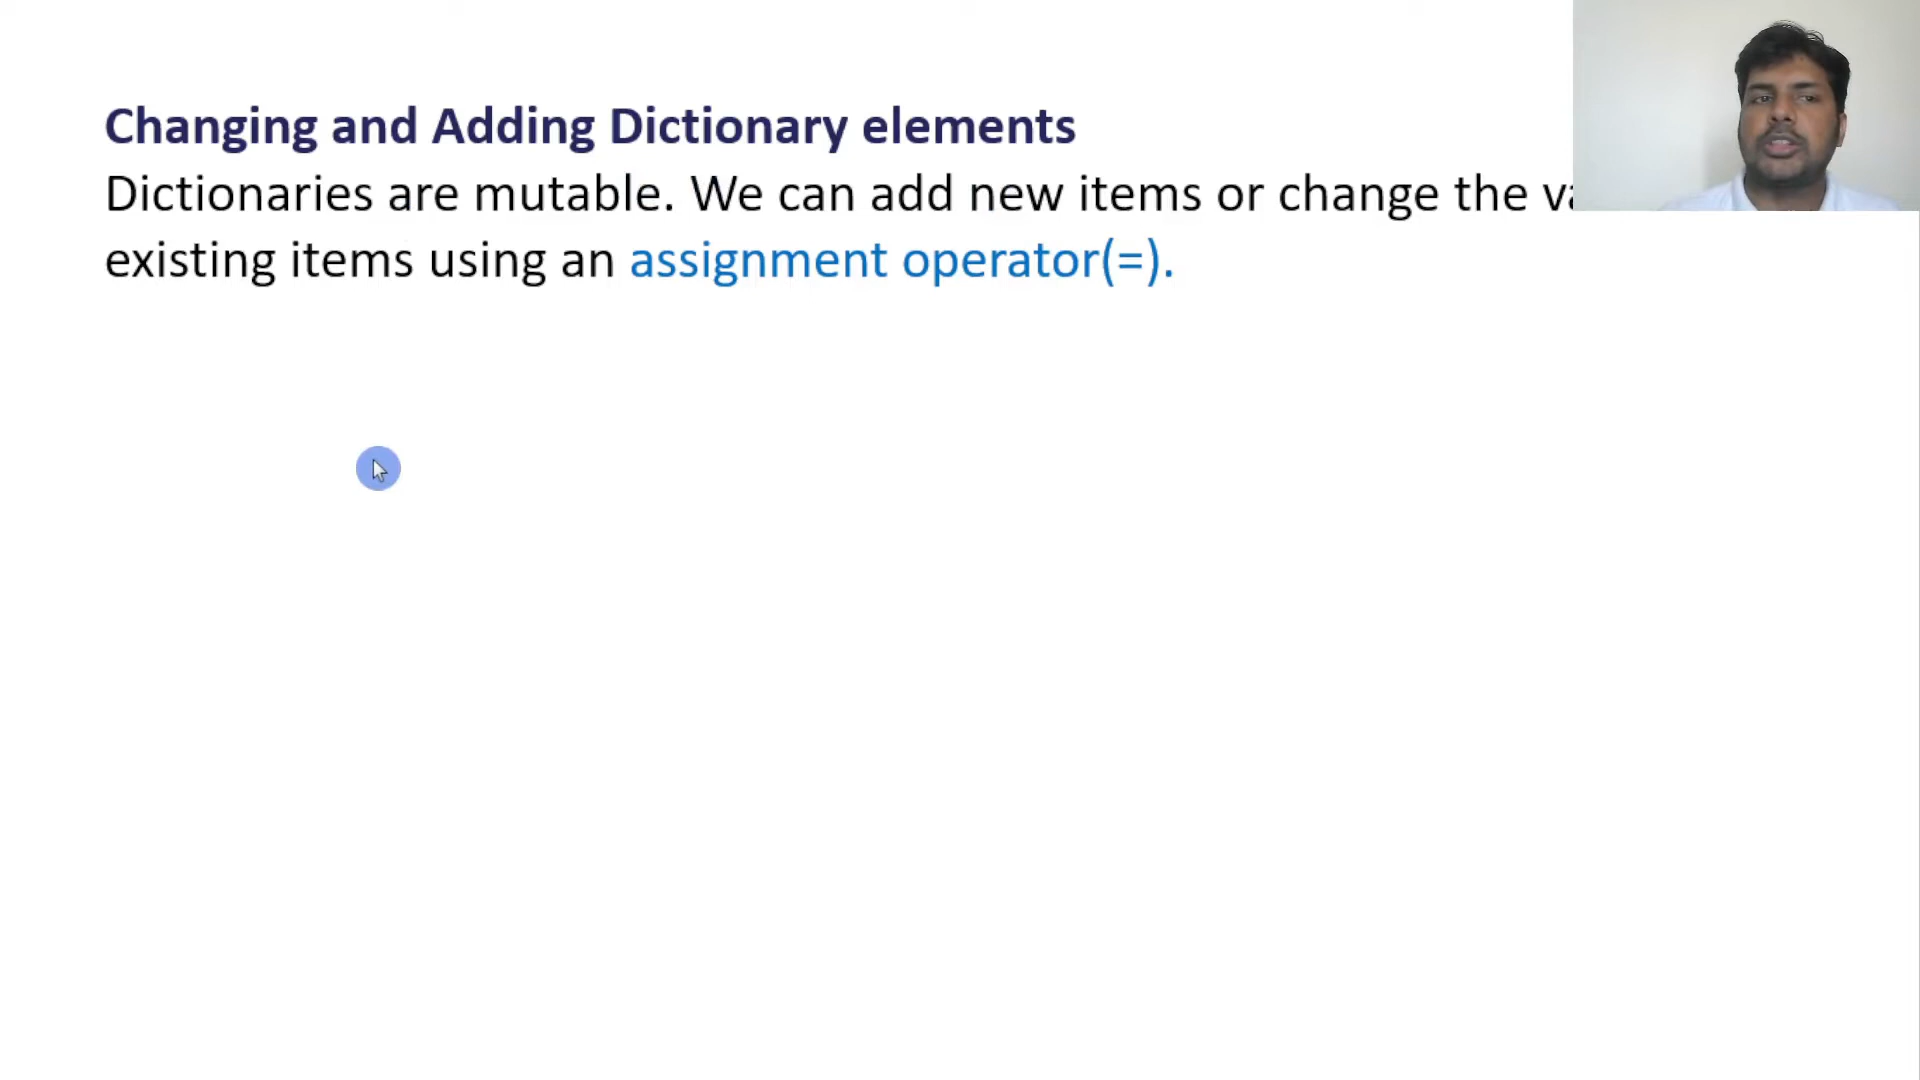 Changing and Adding Dictionary elements
Dictionaries are mutable. We can add new items or change the
existing items using an assignment operator(=).